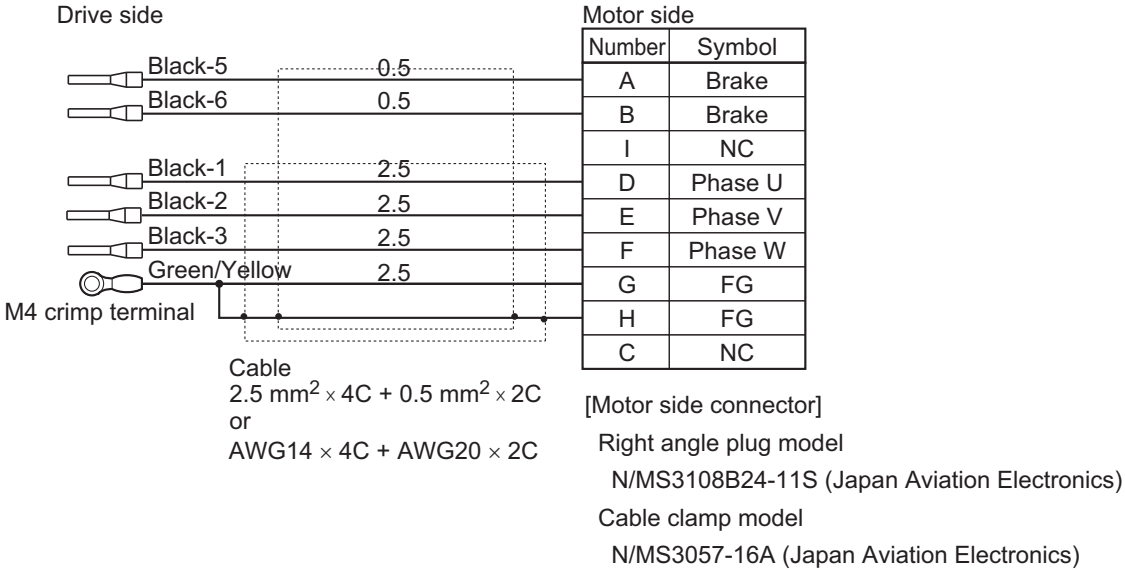 Drive side
Motor side
Number Symbol
Black-5 0.5 A Brake
Black-6 0.5 B Brake
I NC
Black-1 2.5 D Phase U
Black-2 2.5 E Phase V
Black-3 2.5 F Phase W
Green/Yellow 2.5 G FG
M4 crimp terminal H FG
C NC
Cable
2.5 mm² × 4C + 0.5 mm² × 2C
or
AWG14 × 4C + AWG20 × 2C
[Motor side connector]
Right angle plug model
N/MS3108B24-11S (Japan Aviation Electronics)
Cable clamp model
N/MS3057-16A (Japan Aviation Electronics)